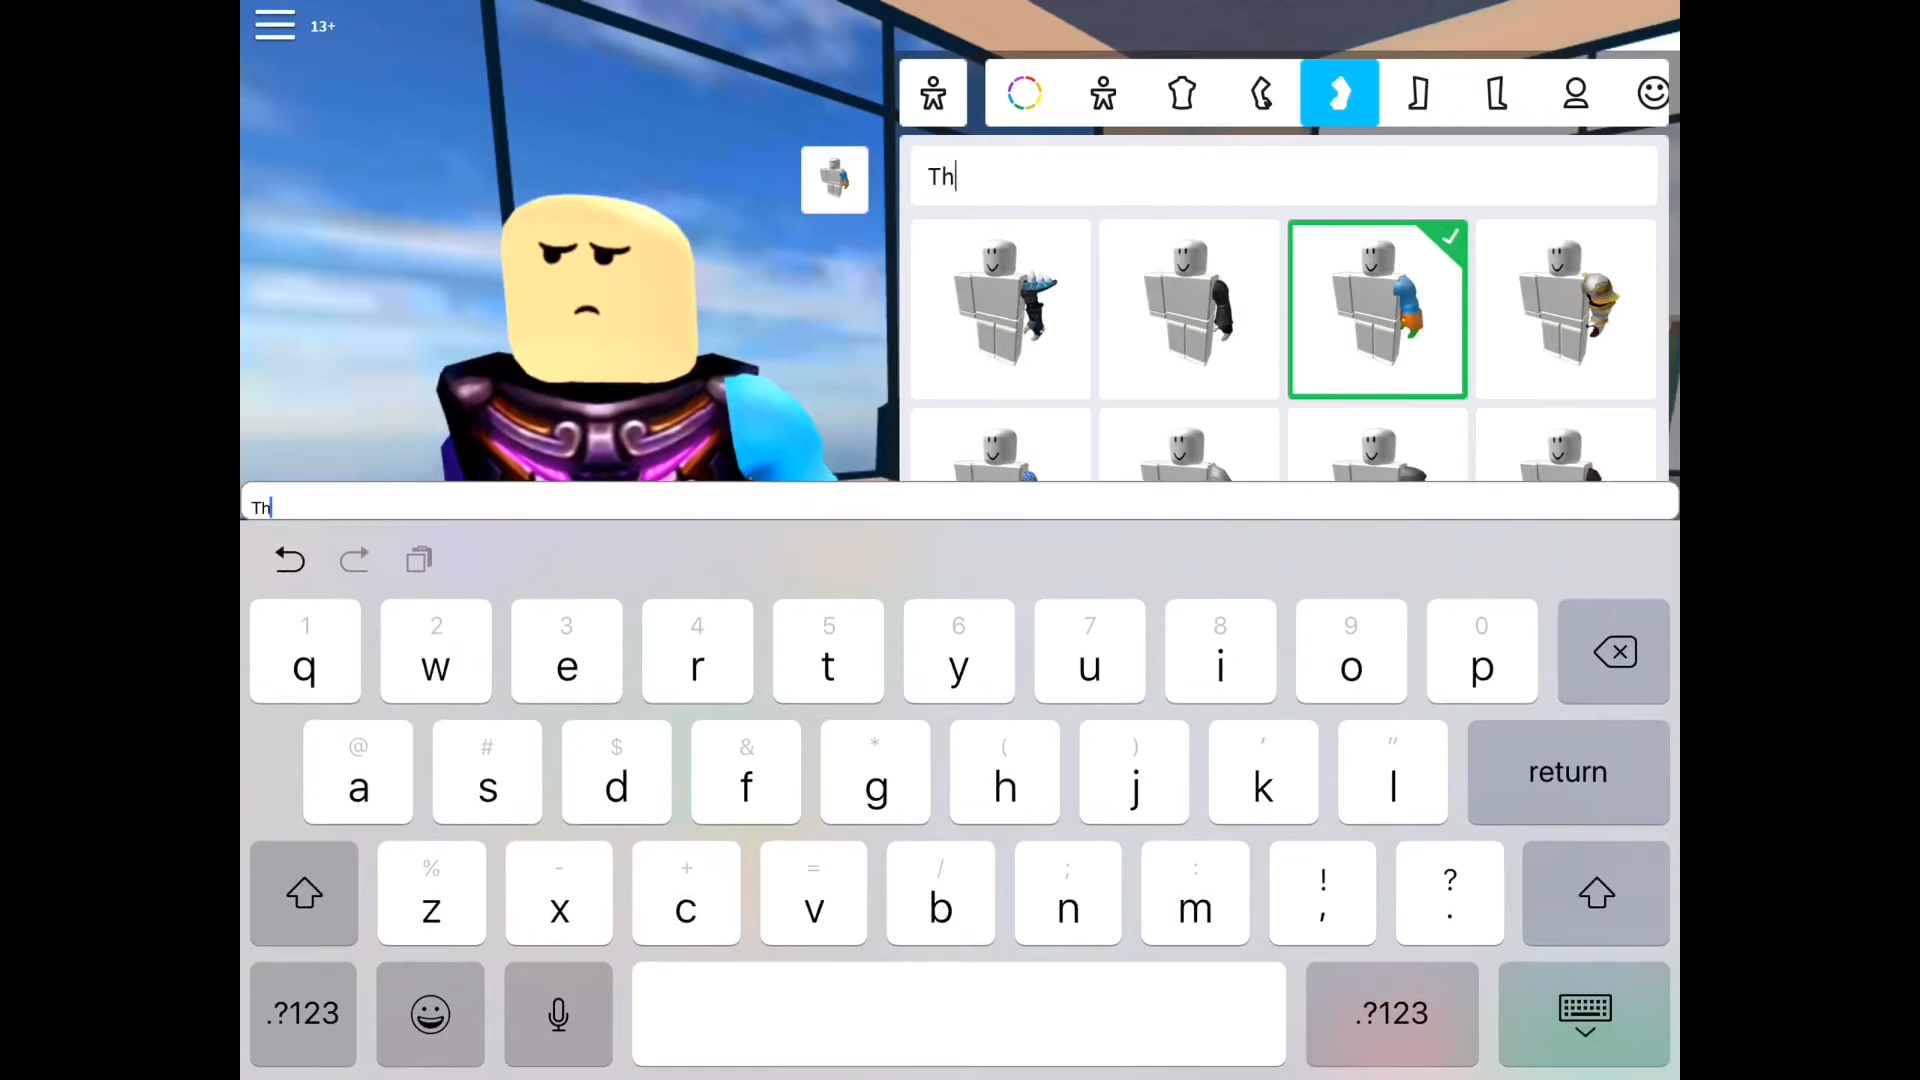 13+
Th
Th
1 2 3 4 5 6 7 8 9 0
q w e r t y u i o p
@ # $ & * ( ) ' "
a s d f g h j k l return
% - + = / ; : ! ?
z x c v b n m , .
.?123 .?123